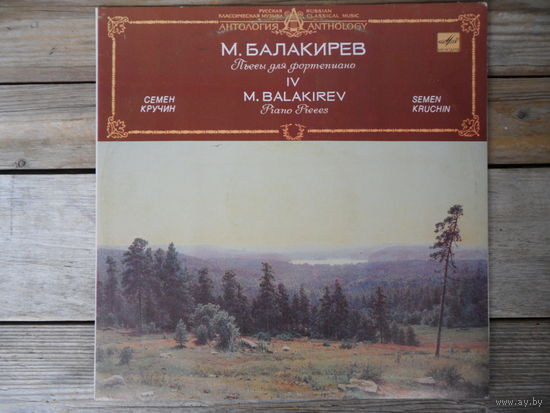 РУССКАЯ КЛАССИЧЕСКАЯ МУЗЫКА
RUSSIAN CLASSICAL MUSIC
АНТОЛОГИЯ ANTHOLOGY
М. БАЛАКИРЕВ
Пьесы для фортепиано
IV
M. BALAKIREV
Piano Pieces
СЕМЕН
КРУЧИН
SEMEN
KRUCHIN
www.ay.by